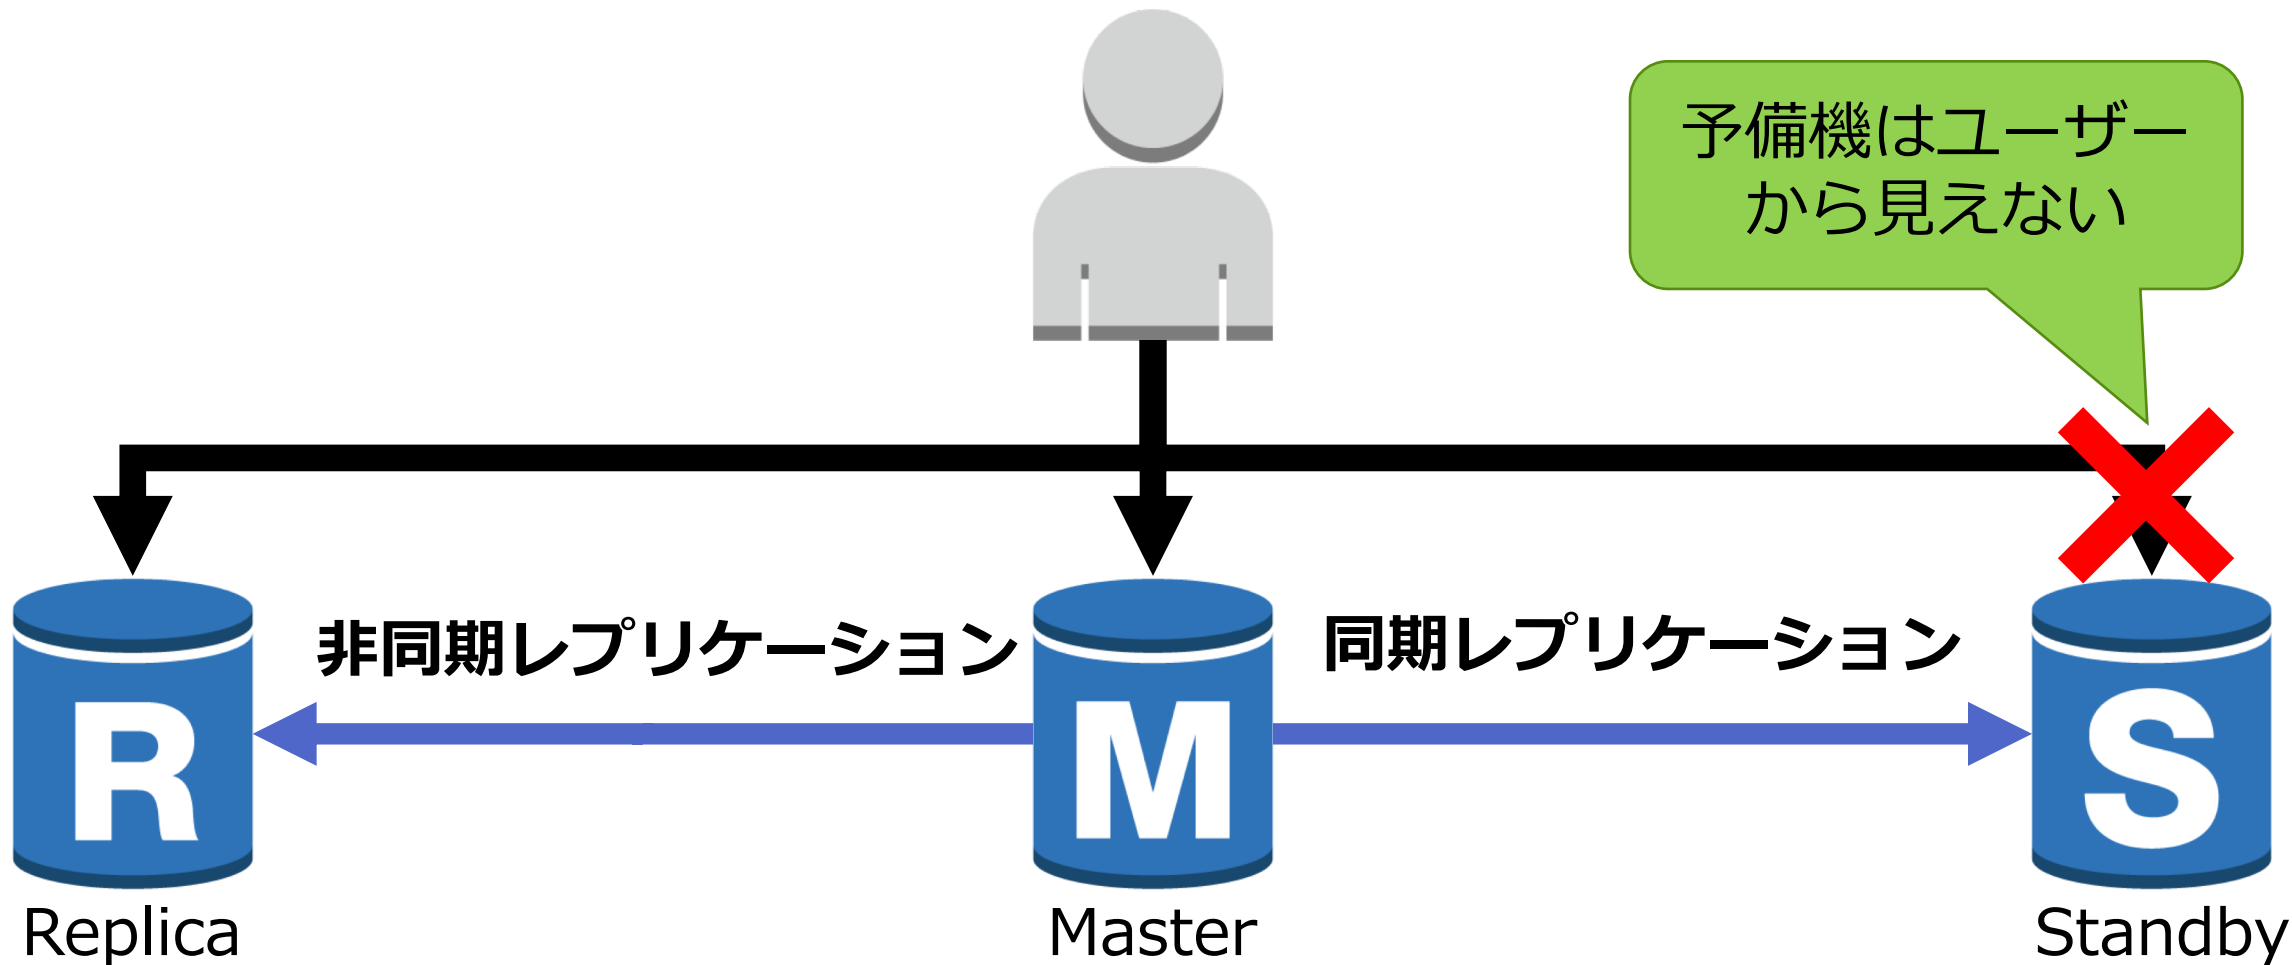 予備機はユーザー
から見えない
非同期レプリケーション
同期レプリケーション
R
M
S
Replica
Master
Standby